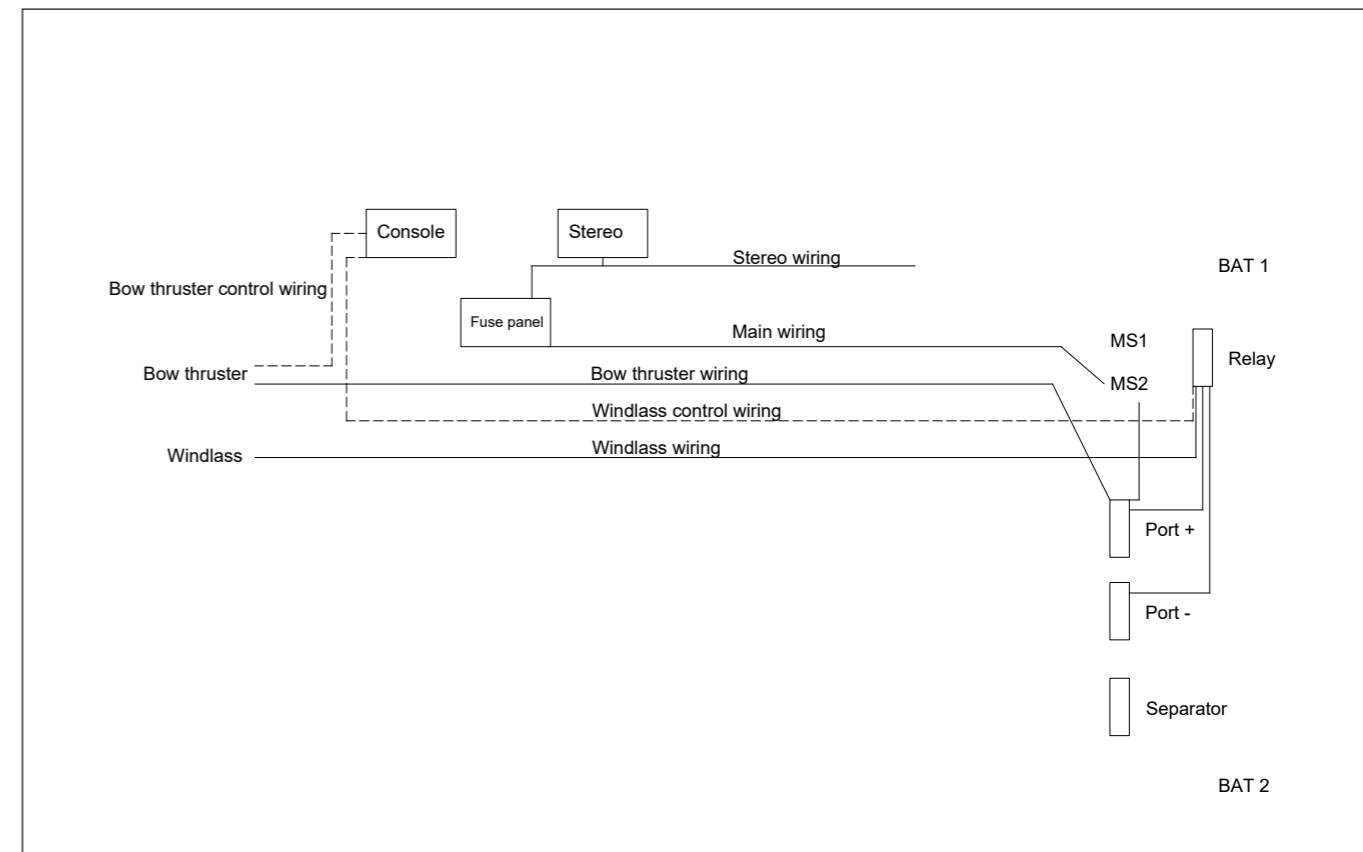 Console
Stereo
Stereo wiring
BAT 1
Bow thruster control wiring
Fuse panel
Main wiring
MS1
Relay
Bow thruster
Bow thruster wiring
MS2
Windlass control wiring
Windlass
Windlass wiring
Port +
Port -
Separator
BAT 2